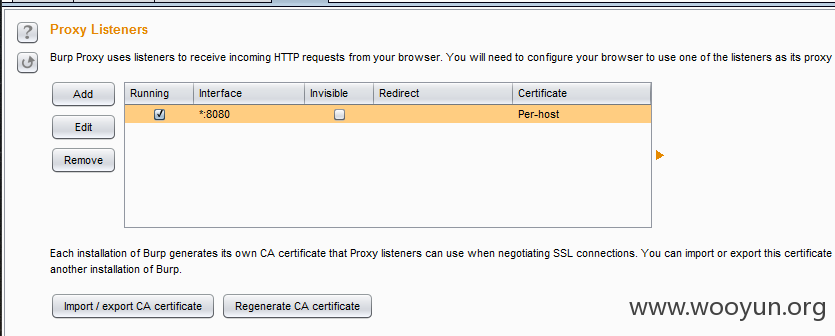 Proxy Listeners
Burp Proxy uses listeners to receive incoming HTTP requests from your browser. You will need to configure your browser to use one of the listeners as its proxy
Add
Edit
Remove
Running Interface Invisible Redirect Certificate
*:8080 Per-host
Each installation of Burp generates its own CA certificate that Proxy listeners can use when negotiating SSL connections. You can import or export this certificate
another installation of Burp.
Import / export CA certificate Regenerate CA certificate
www.wooyun.org